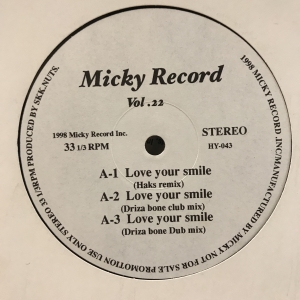 Micky Record
Vol .22
1998 Micky Record Inc.
STEREO
33 1/3 RPM
HY-043
A-1 Love your smile
(Haks remix)
A-2 Love your smile
(Driza bone club mix)
A-3 Love your smile
(Driza bone Dub mix)
1998 MICKY RECORD .INC/MANUFACTURED BY MICKY NOT FOR SALE PROMOTION USE ONLY STEREO 33 1/3RPM PRODUCED BY SKK.NUTS.